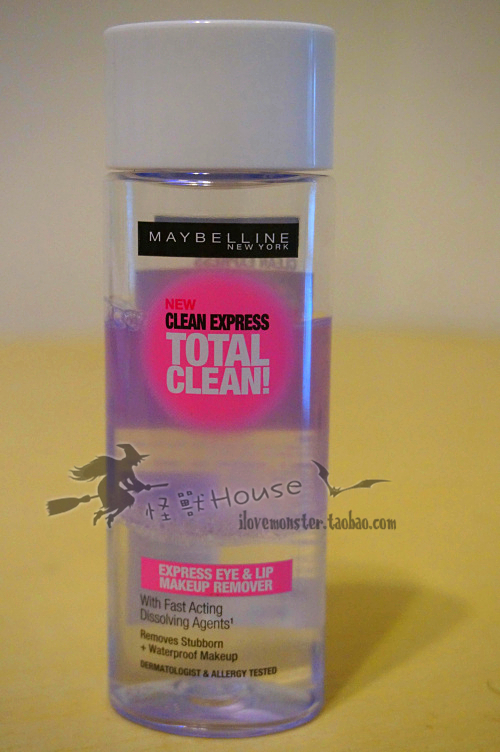 MAYBELLINE
NEW YORK
NEW
CLEAN EXPRESS
TOTAL
CLEAN!
怪獸House
ilovemonster.taobao.com
EXPRESS EYE & LIP
MAKEUP REMOVER
With Fast Acting
Dissolving Agents¹
Removes Stubborn
+ Waterproof Makeup
DERMATOLOGIST & ALLERGY TESTED